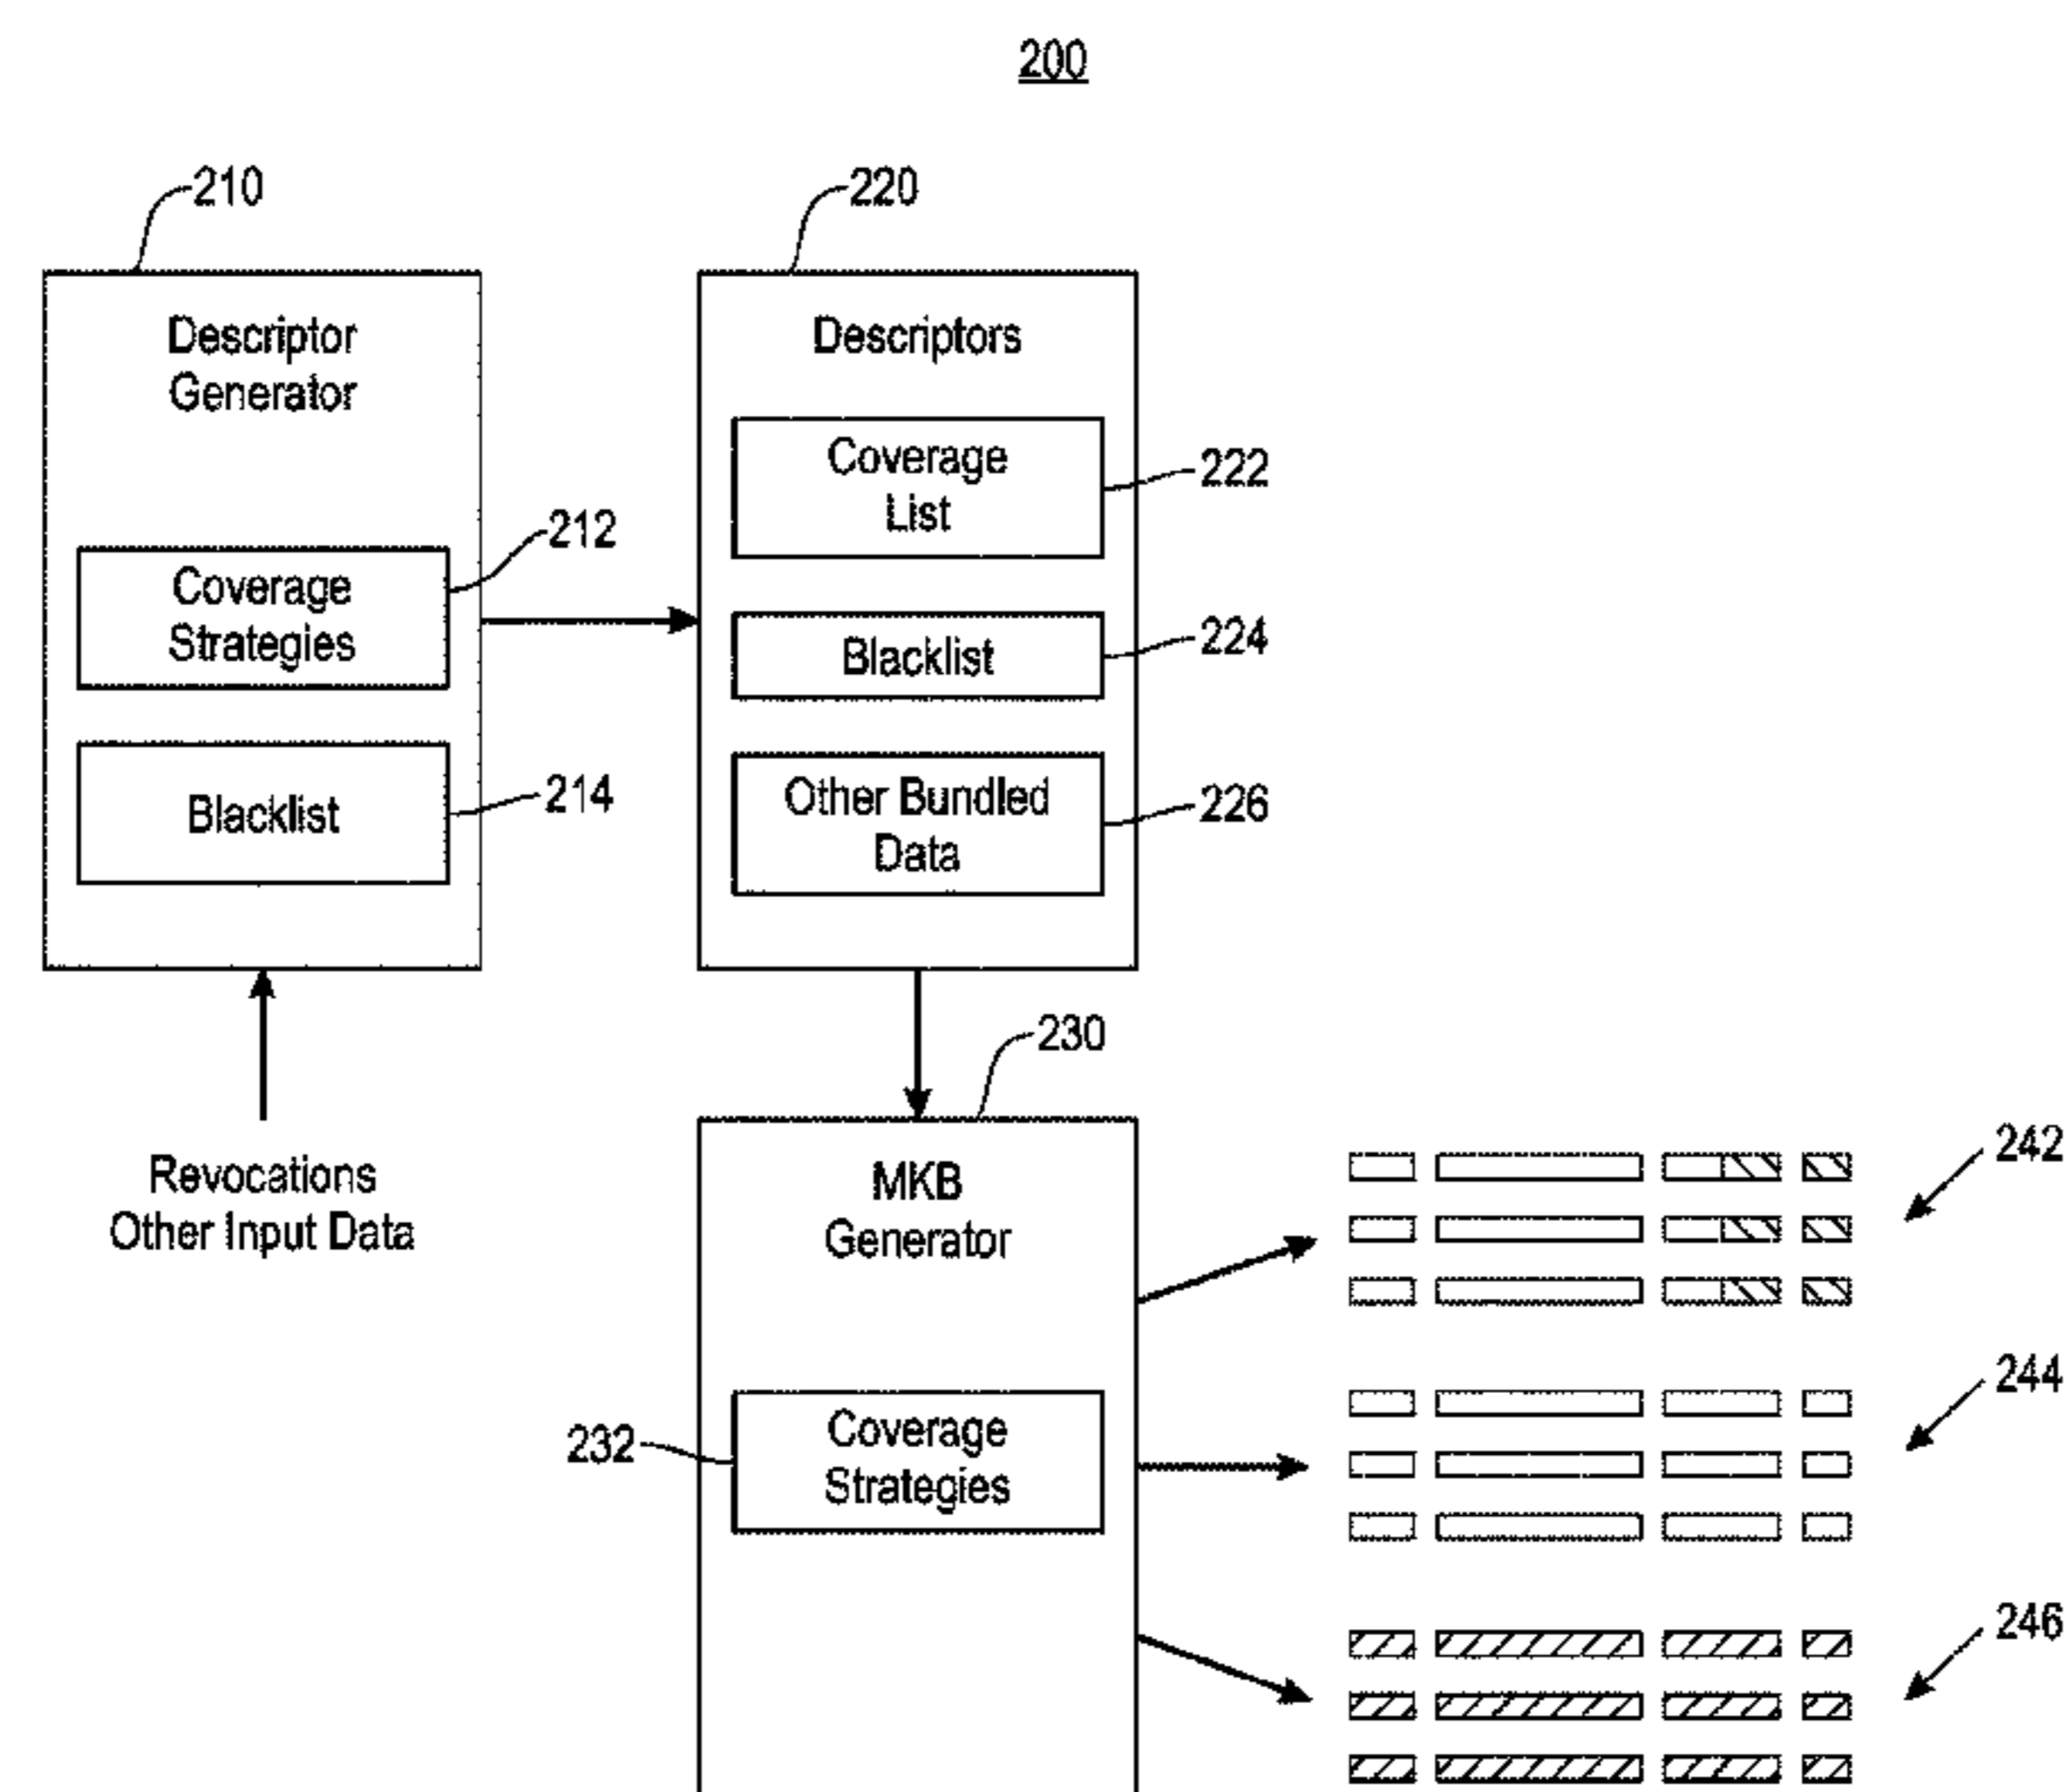 200
210
220
Descriptor
Generator
Descriptors
Coverage
List
222
212
Coverage
Strategies
Blacklist
224
Blacklist
214
Other Bundled
Data
226
230
Revocations
Other Input Data
MKB
Generator
242
232
Coverage
Strategies
244
246